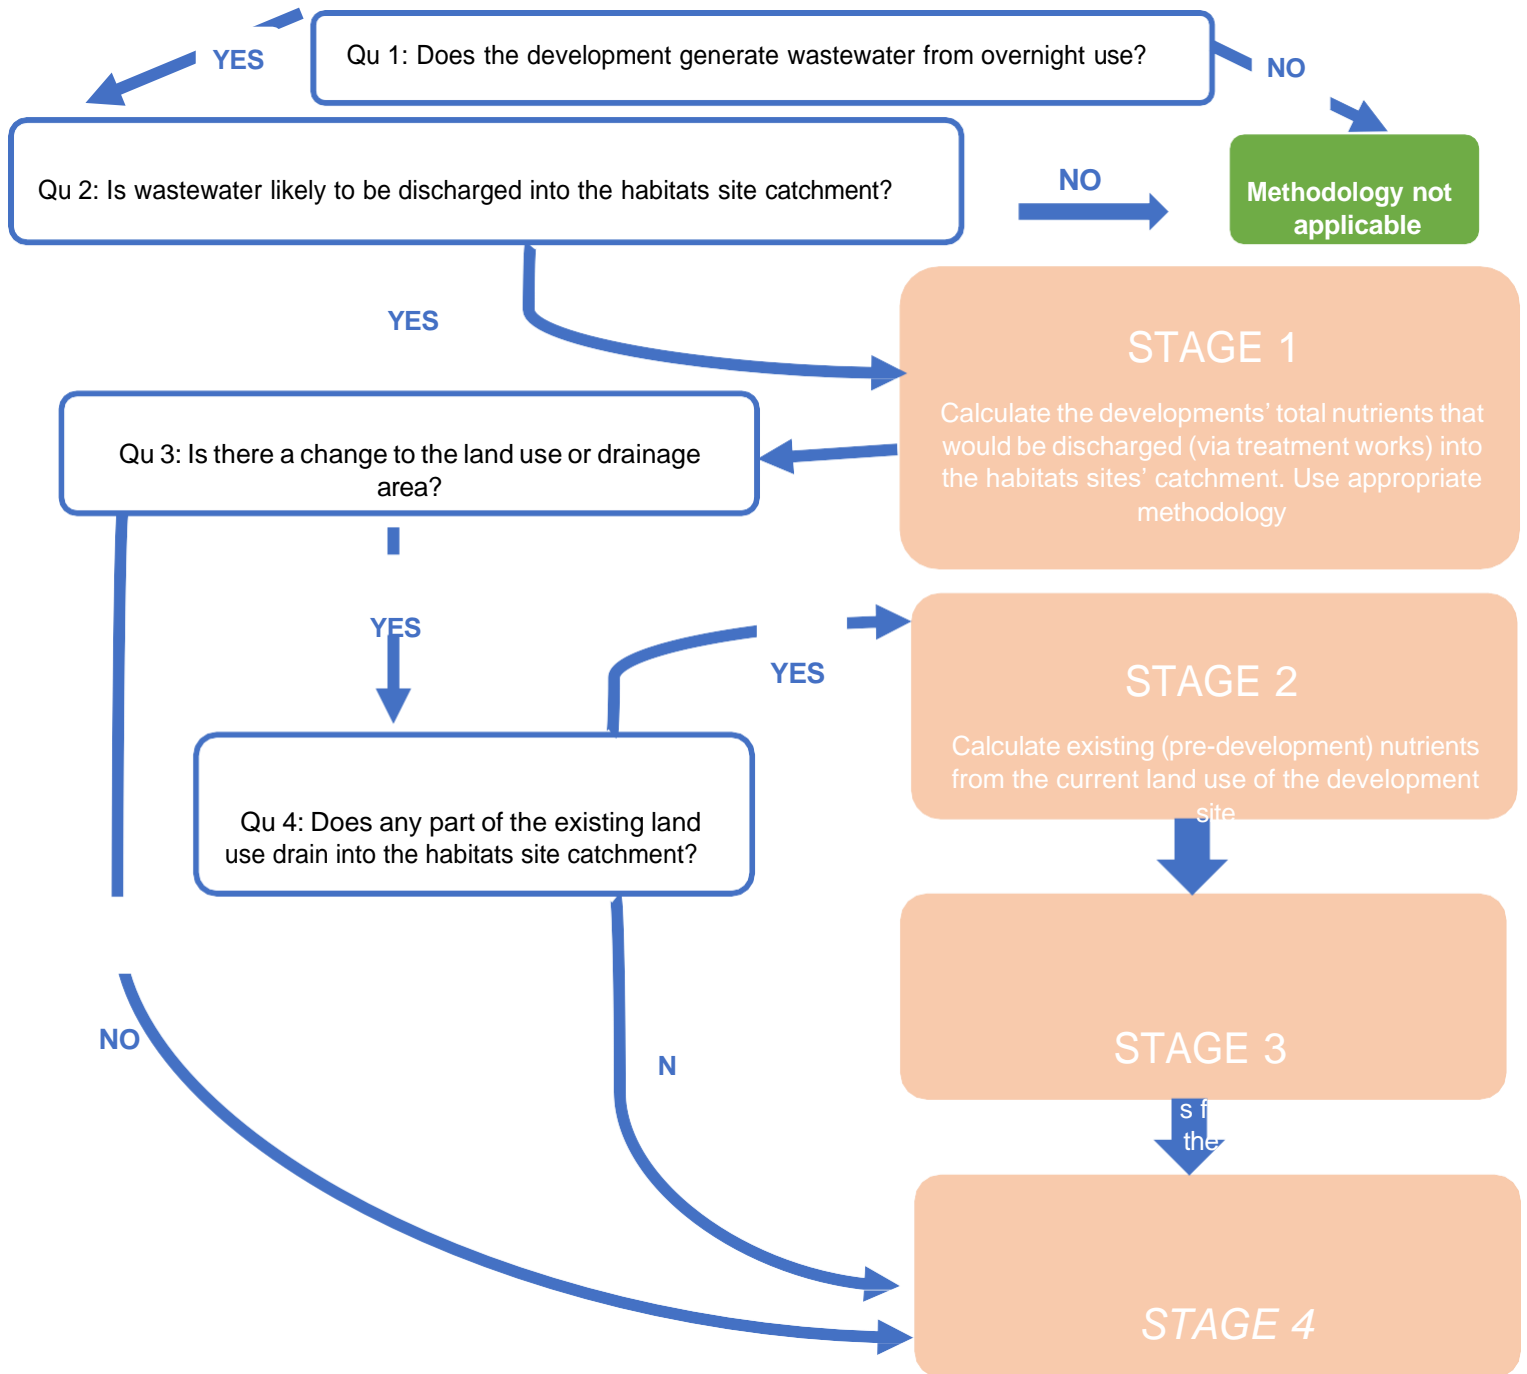 Qu 1: Does the development generate wastewater from overnight use?
YES
NO
Qu 2: Is wastewater likely to be discharged into the habitats site catchment?
NO
Methodology not
applicable
YES
STAGE 1
Calculate the developments’ total nutrients that
would be discharged (via treatment works) into
the habitats sites’ catchment. Use appropriate
methodology
Qu 3: Is there a change to the land use or drainage
area?
YES
YES
STAGE 2
Calculate existing (pre-development) nutrients
from the current land use of the development
site
Qu 4: Does any part of the existing land
use drain into the habitats site catchment?
NO
N
STAGE 3
s f
the
STAGE 4